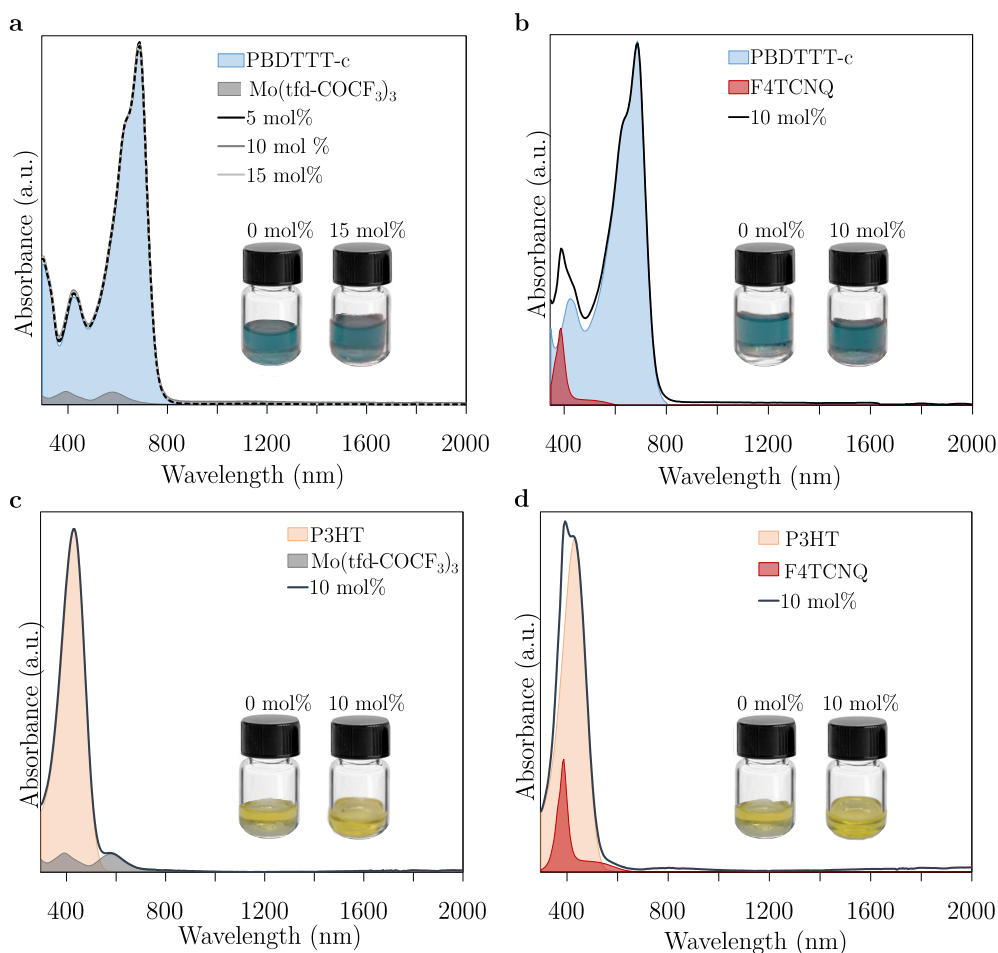 a
PBDTTT-c
Mo(tfd-COCF₃)₃
5 mol%
10 mol %
15 mol%
0 mol% 15 mol%
Absorbance (a.u.)
400 800 1200 1600 2000
Wavelength (nm)
b
PBDTTT-c
F4TCNQ
10 mol%
0 mol% 10 mol%
Absorbance (a.u.)
400 800 1200 1600 2000
Wavelength (nm)
c
P3HT
Mo(tfd-COCF₃)₃
10 mol%
0 mol% 10 mol%
Absorbance (a.u.)
400 800 1200 1600 2000
Wavelength (nm)
d
P3HT
F4TCNQ
10 mol%
0 mol% 10 mol%
Absorbance (a.u.)
400 800 1200 1600 2000
Wavelength (nm)